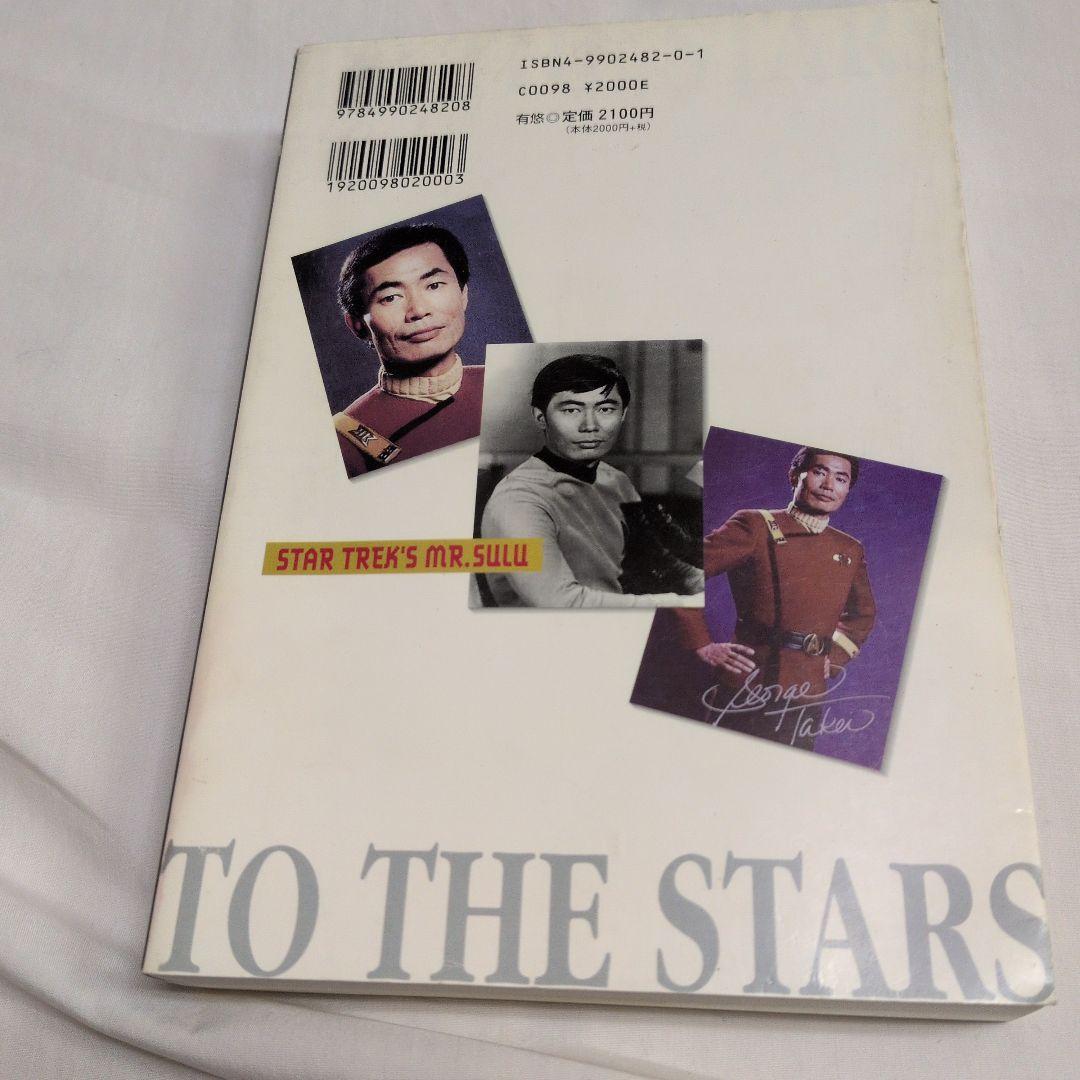 ISBN4-9902482-0-1
C0098 ¥2000E
有悠◎定価 2100円
(本体2000円+税)
9784990248208
1920098020003
STAR TREK'S MR.SULU
George
Takei
TO THE STARS